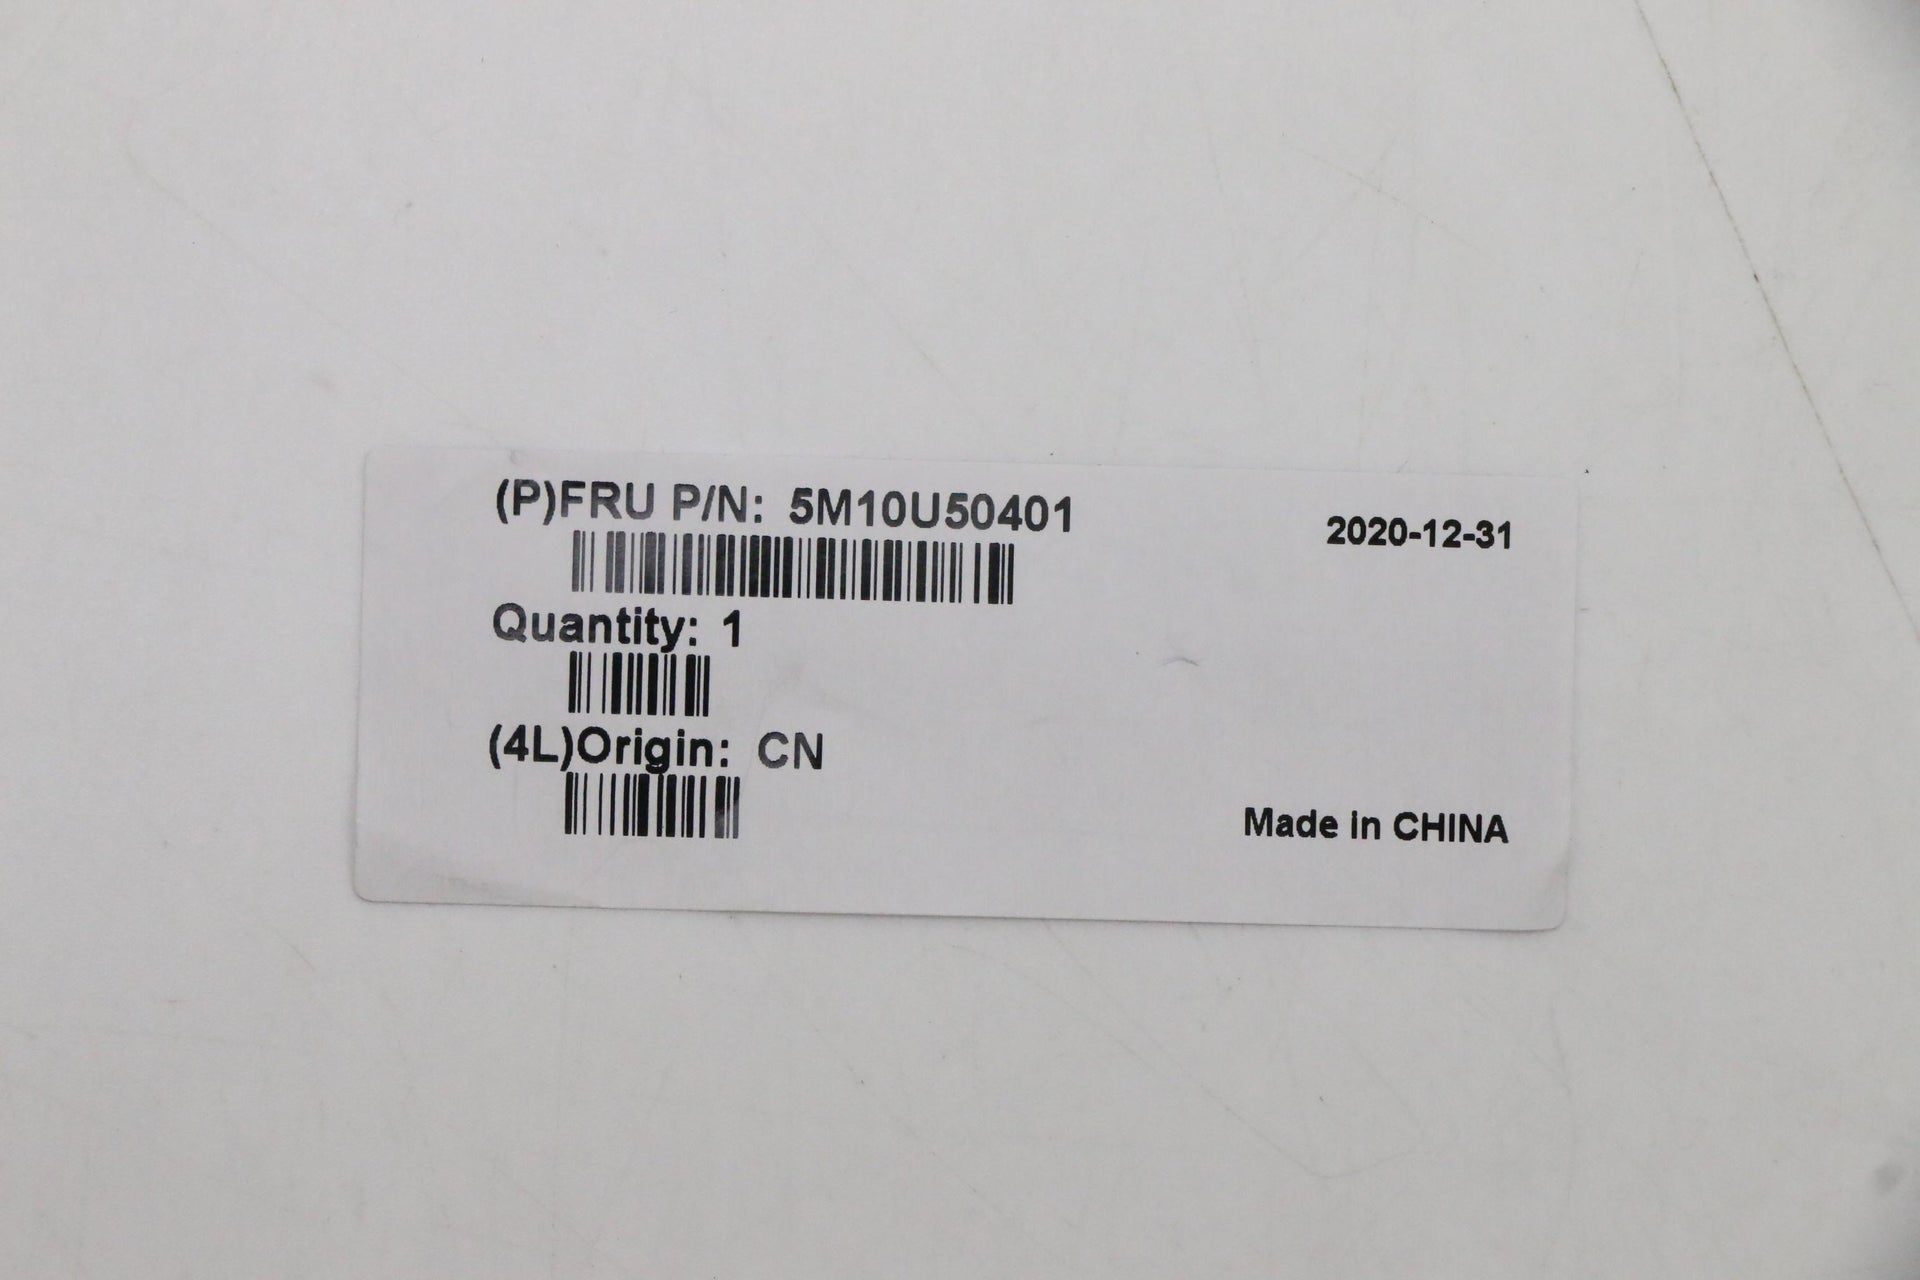 (P)FRU P/N: 5M10U50401
2020-12-31
Quantity: 1
(4L)Origin: CN
Made in CHINA